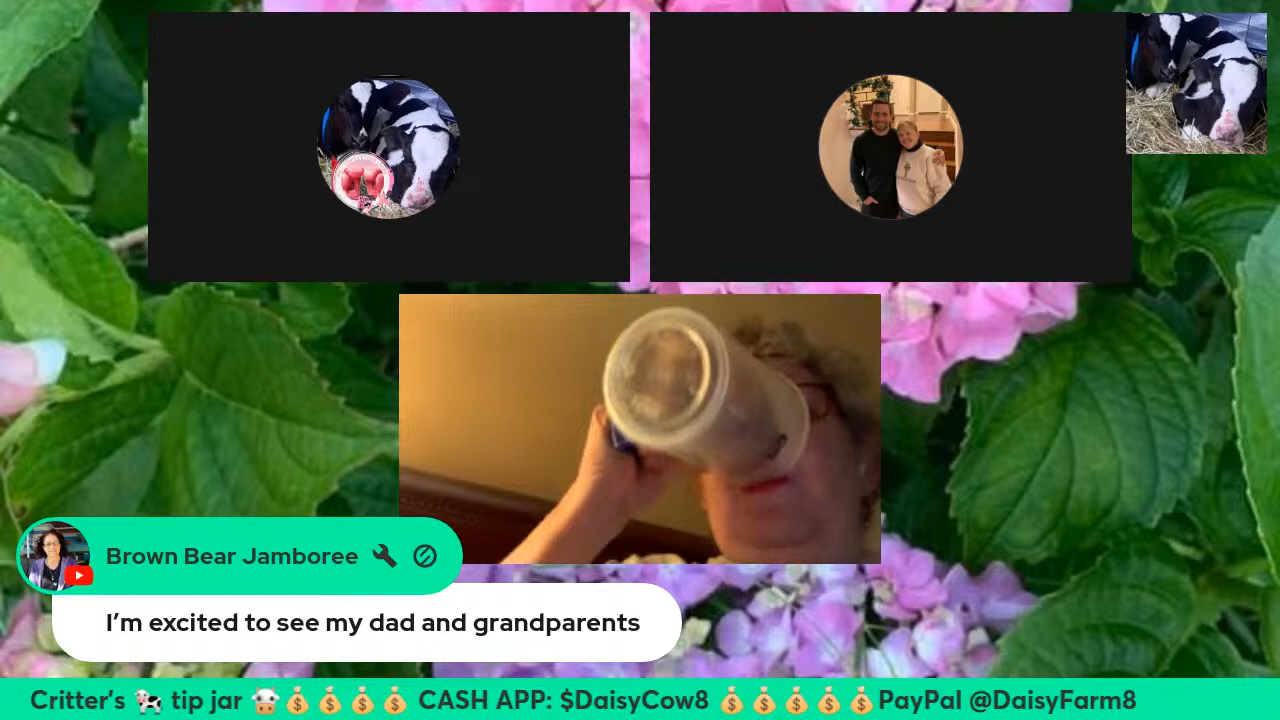 Brown Bear Jamboree
I'm excited to see my dad and grandparents
Critter's 🐄 tip jar 🐮💰💰💰💰 CASH APP: $DaisyCow8 💰💰💰💰💰PayPal @DaisyFarm8